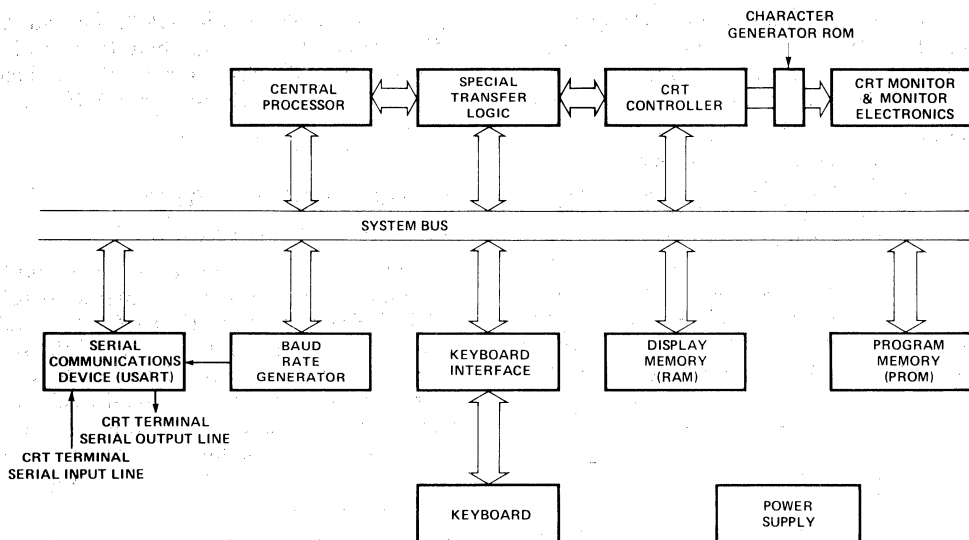 CHARACTER
GENERATOR ROM
CENTRAL
PROCESSOR
SPECIAL
TRANSFER
LOGIC
CRT
CONTROLLER
CRT MONITOR
& MONITOR
ELECTRONICS
SYSTEM BUS
SERIAL
COMMUNICATIONS
DEVICE (USART)
BAUD
RATE
GENERATOR
KEYBOARD
INTERFACE
DISPLAY
MEMORY
(RAM)
PROGRAM
MEMORY
(PROM)
CRT TERMINAL
SERIAL OUTPUT LINE
CRT TERMINAL
SERIAL INPUT LINE
KEYBOARD
POWER
SUPPLY